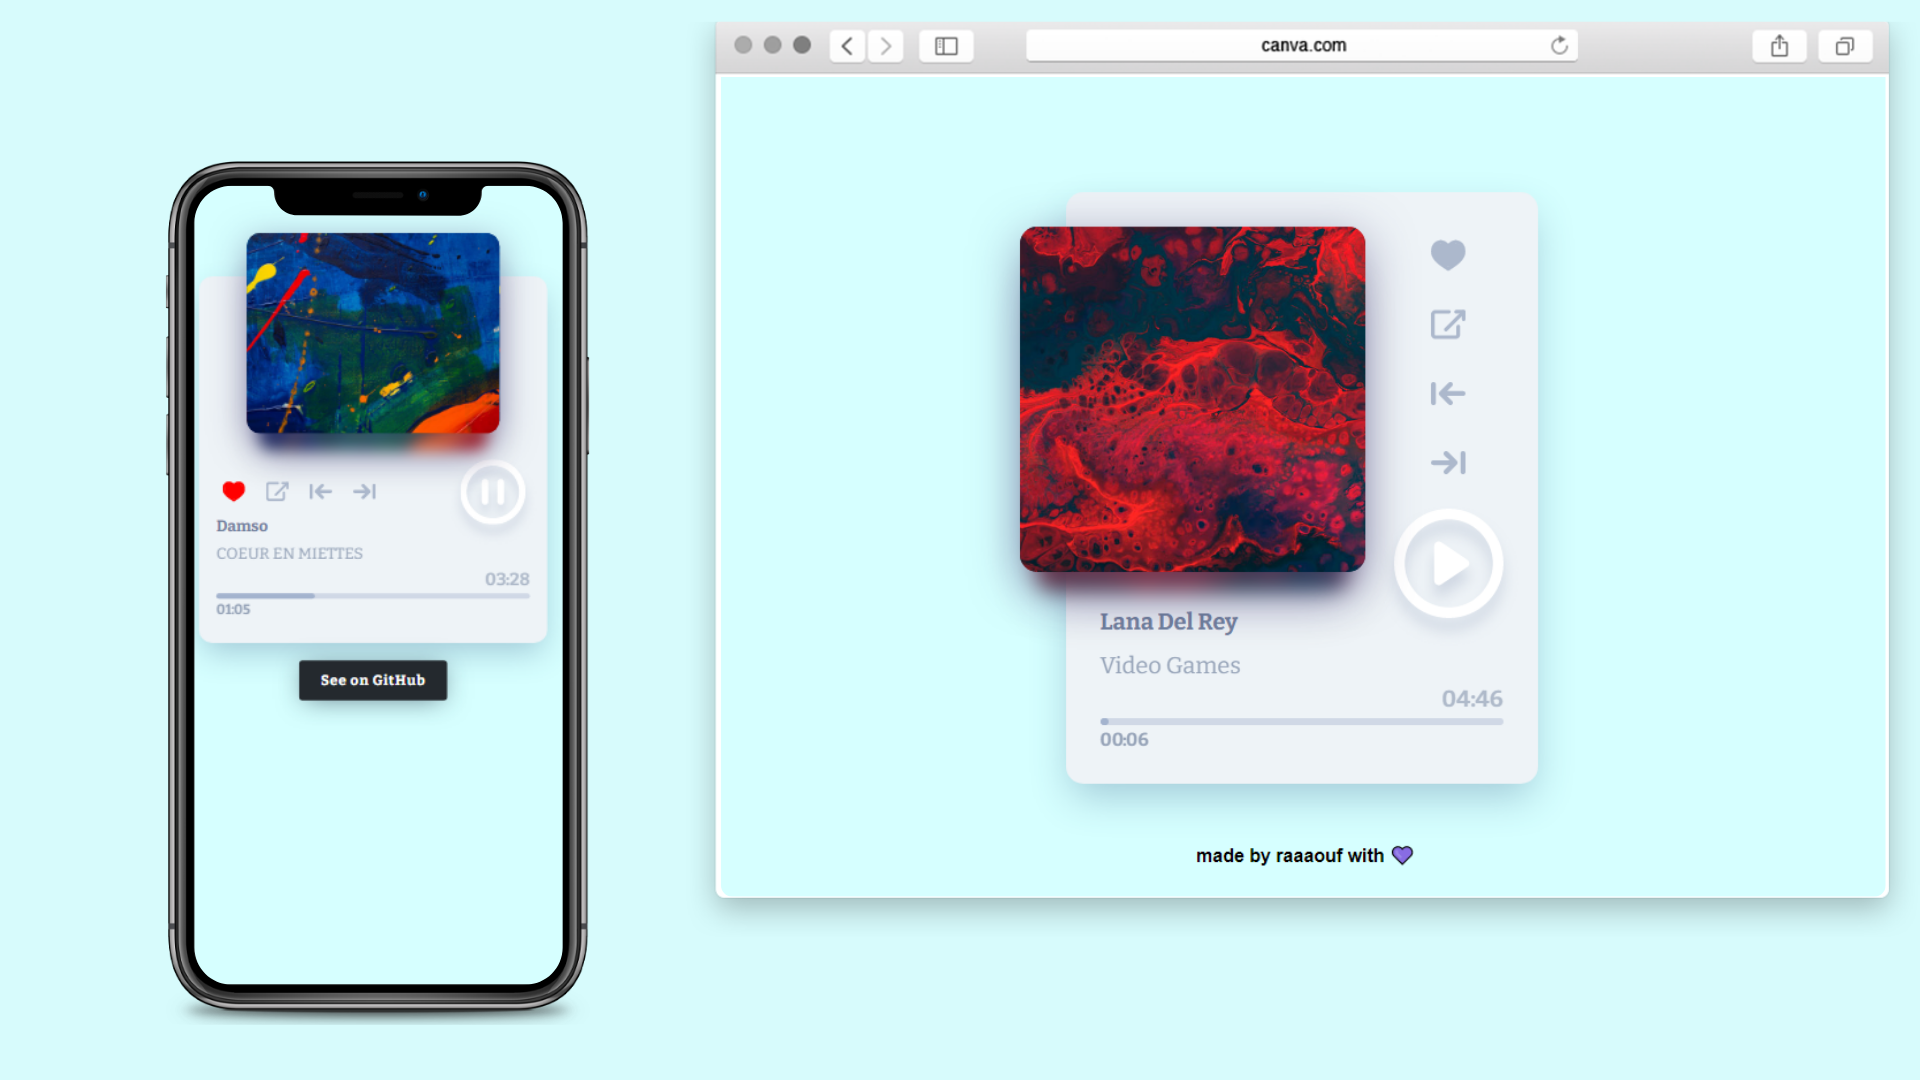 canva.com
Damso
COEUR EN MIETTES
03:28
01:05
See on GitHub
Lana Del Rey
Video Games
04:46
00:06
made by raaaouf with 💜